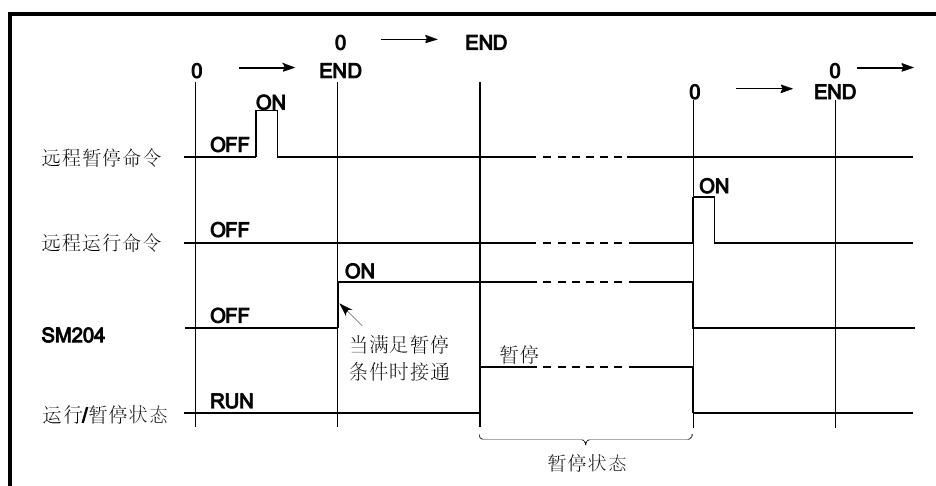 0 → END
0 → END 0 →
0 → END
ON
远程暂停命令 OFF
ON
远程运行命令 OFF
ON
SM204 OFF
当满足暂停
条件时接通
暂停
运行/暂停状态 RUN
暂停状态